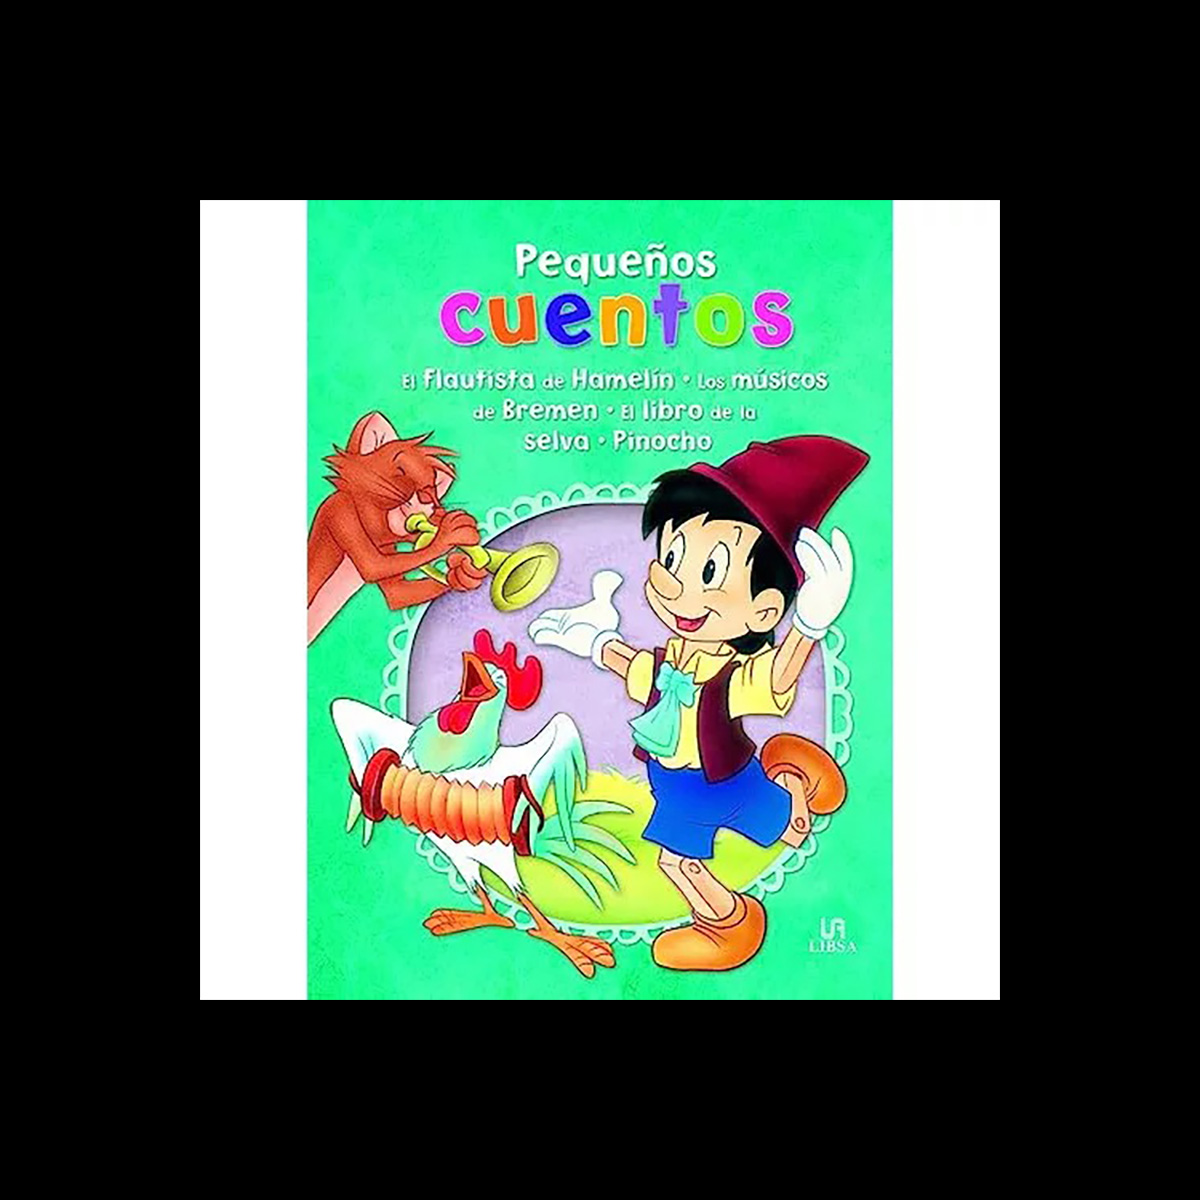 Pequeños
cuentos
El Flautista de Hamelín • Los músicos
de Bremen • El libro de la
selva • Pinocho
LIBSA